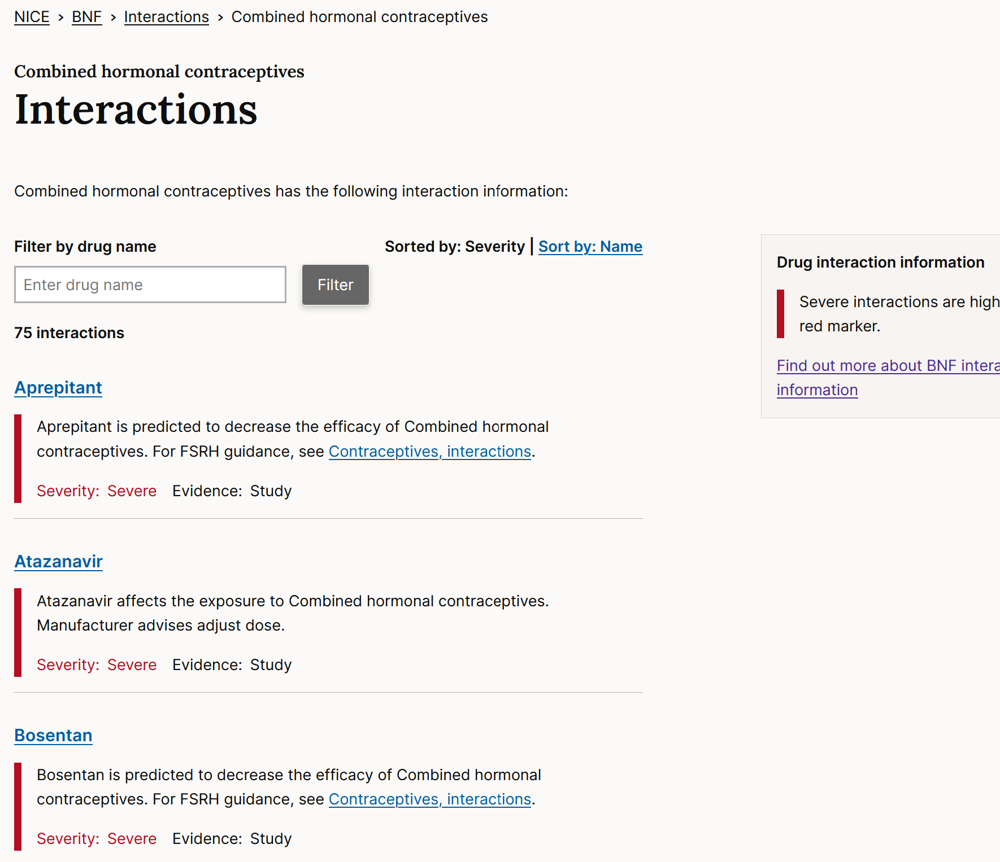 NICE › BNF › Interactions › Combined hormonal contraceptives
Combined hormonal contraceptives
Interactions
Combined hormonal contraceptives has the following interaction information:
Filter by drug name
Sorted by: Severity | Sort by: Name
Enter drug name
Filter
75 interactions
Aprepitant
Aprepitant is predicted to decrease the efficacy of Combined hormonal
contraceptives. For FSRH guidance, see Contraceptives, interactions.
Severity: Severe Evidence: Study
Atazanavir
Atazanavir affects the exposure to Combined hormonal contraceptives.
Manufacturer advises adjust dose.
Severity: Severe Evidence: Study
Bosentan
Bosentan is predicted to decrease the efficacy of Combined hormonal
contraceptives. For FSRH guidance, see Contraceptives, interactions.
Severity: Severe Evidence: Study
Drug interaction information
Severe interactions are high
red marker.
Find out more about BNF intera
information